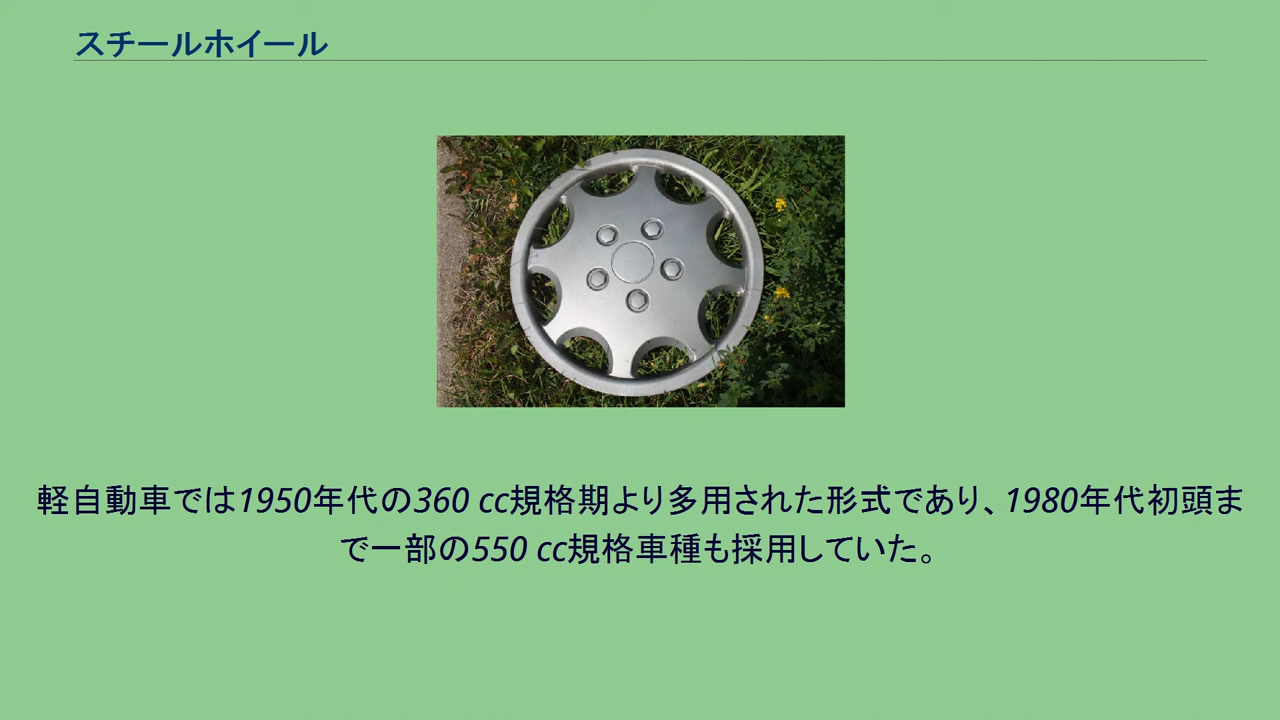 スチールホイール
軽自動車では1950年代の360 cc規格期より多用された形式であり、1980年代初頭ま
で一部の550 cc規格車種も採用していた。